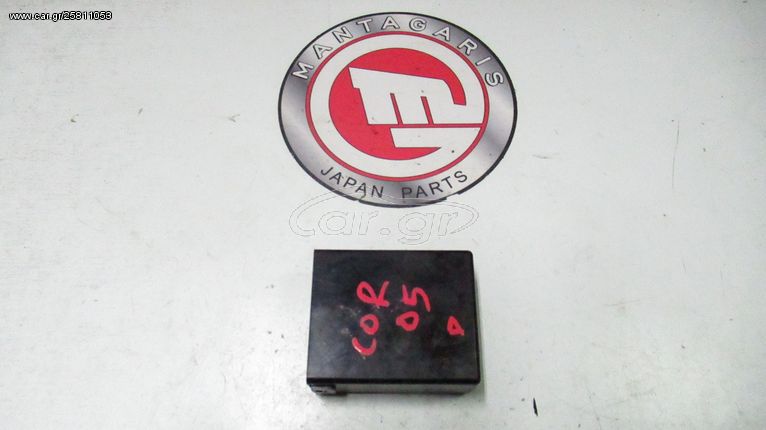 www.car.gr/25811053
MANTAGARIS
JAPAN PARTS
car.gr
COR
05
D